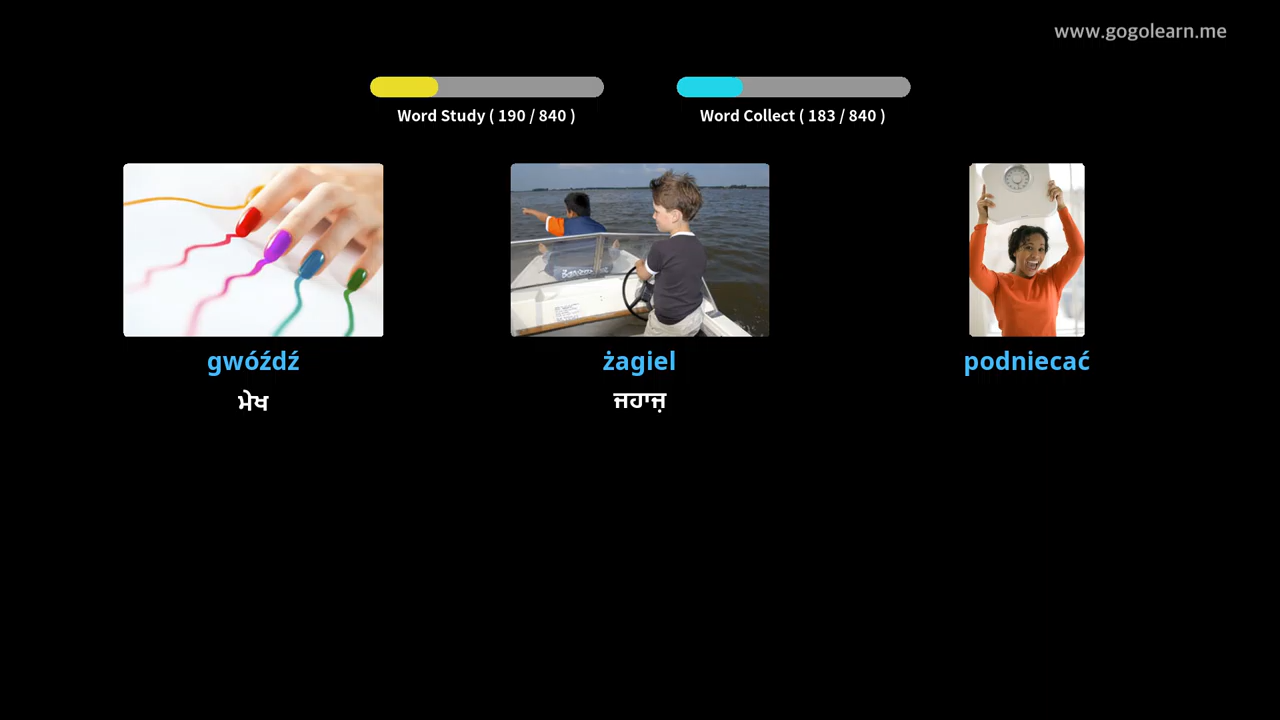 www.gogolearn.me
Word Study ( 190 / 840 )
Word Collect ( 183 / 840 )
gwóźdź
żagiel
podniecać
ਮੇਖ
ਜਹਾਜ਼